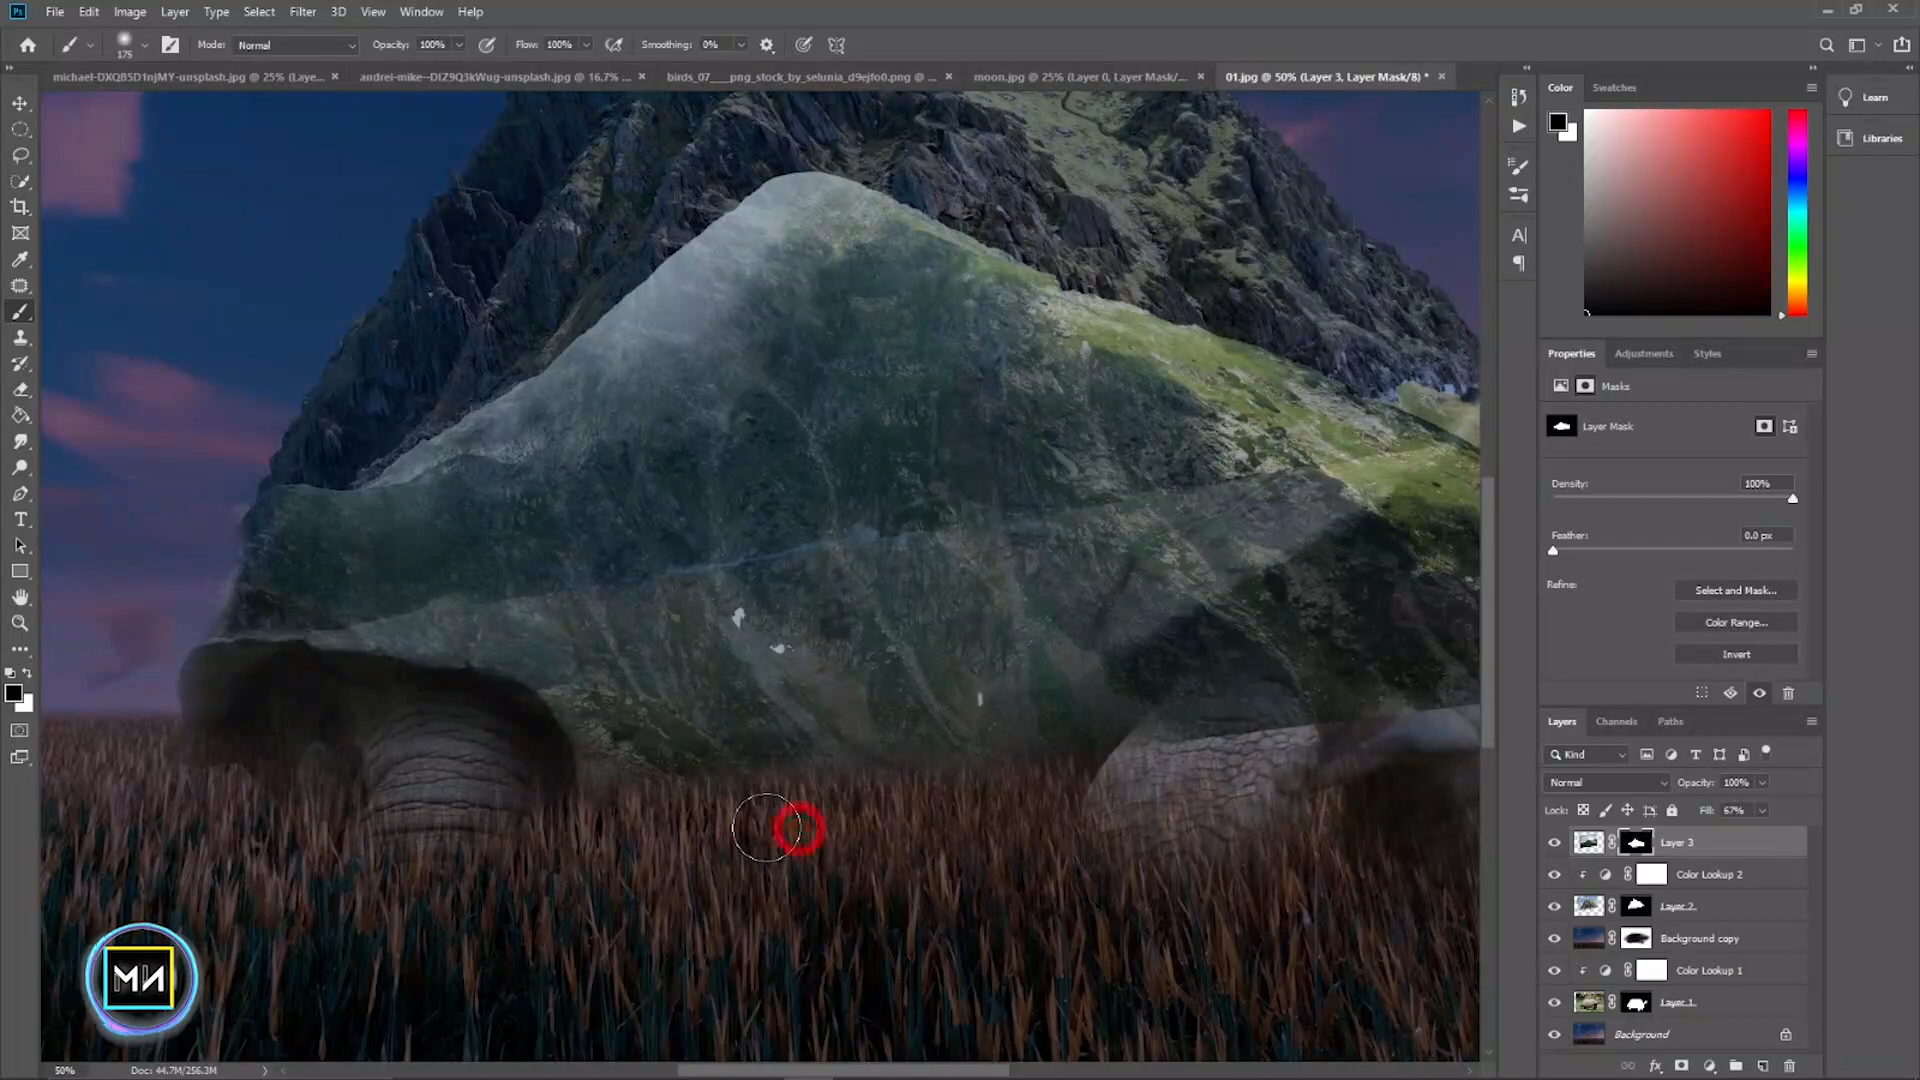 Ps File Edit Image Layer Type Select Filter 3D View Window Help
175 Mode: Normal Opacity: 100% Flow: 100% Smoothing: 0%
michael-DXQB5D1njMY-unsplash.jpg @ 25% (Laye... × andrei-mike--DIZ9Q3kWug-unsplash.jpg @ 16.7% ... × birds_07___png_stock_by_selunia_d9ejfo0.png @ ... × moon.jpg @ 25% (Layer 0, Layer Mask/... × 01.jpg @ 50% (Layer 3, Layer Mask/8) * ×
Color Swatches
Learn
Libraries
Properties Adjustments Styles
Masks
Layer Mask
Density: 100%
Feather: 0.0 px
Refine: Select and Mask...
Color Range...
Invert
Layers Channels Paths
Kind
Normal Opacity: 100%
Lock: Fill: 67%
Layer 3
Color Lookup 2
Layer 2
Background copy
Color Lookup 1
Layer 1
Background
50% Doc: 44.7M/256.3M